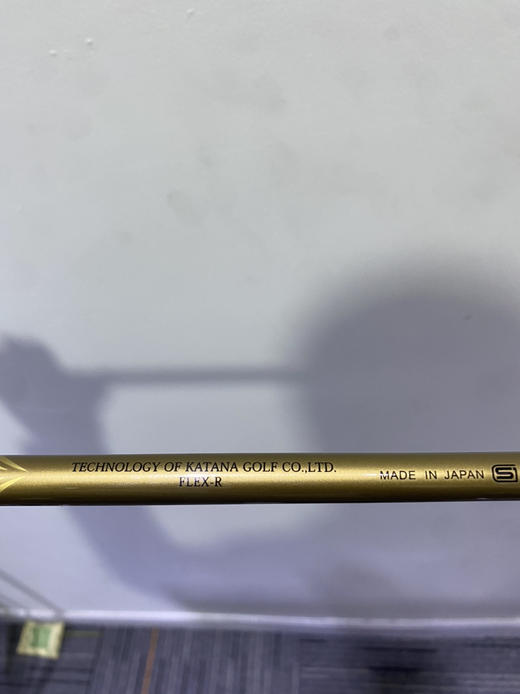 TECHNOLOGY OF KATANA GOLF CO.,LTD.
FLEX-R
MADE IN JAPAN